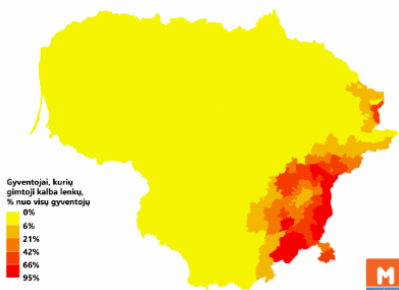 Gyventojai, kurių
gimtoji kalba lenkų,
% nuo visų gyventojų
0%
6%
21%
42%
66%
95%
M